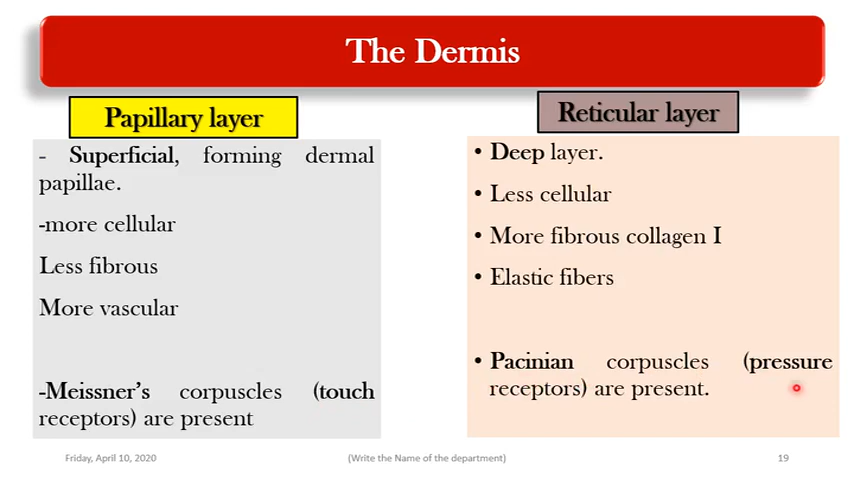 The Dermis
Papillary layer
- Superficial, forming dermal
papillae.
-more cellular
Less fibrous
More vascular
-Meissner's corpuscles (touch
receptors) are present
Reticular layer
• Deep layer.
• Less cellular
• More fibrous collagen I
• Elastic fibers
• Pacinian corpuscles (pressure
receptors) are present.
Friday, April 10, 2020
(Write the Name of the department)
19